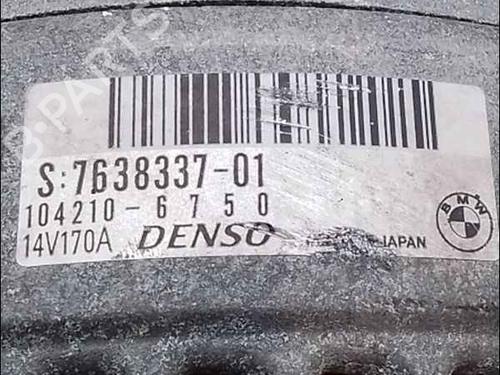 B-PARTS
S:7638337-01
104210-6750
14V170A DENSO JAPAN
BMW